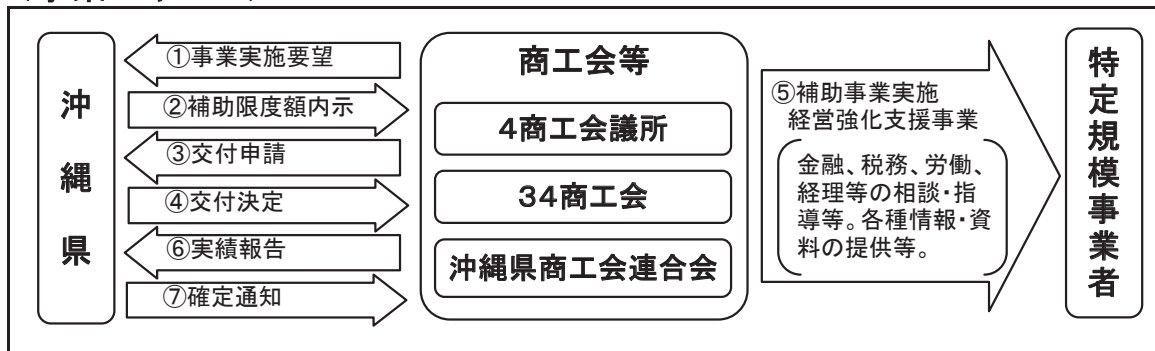 沖縄県
①事業実施要望
②補助限度額内示
③交付申請
④交付決定
⑥実績報告
⑦確定通知
商工会等
4商工会議所
34商工会
沖縄県商工会連合会
⑤補助事業実施
経営強化支援事業
金融、税務、労働、
経理等の相談・指
導等。各種情報・資
料の提供等。
特定規模事業者